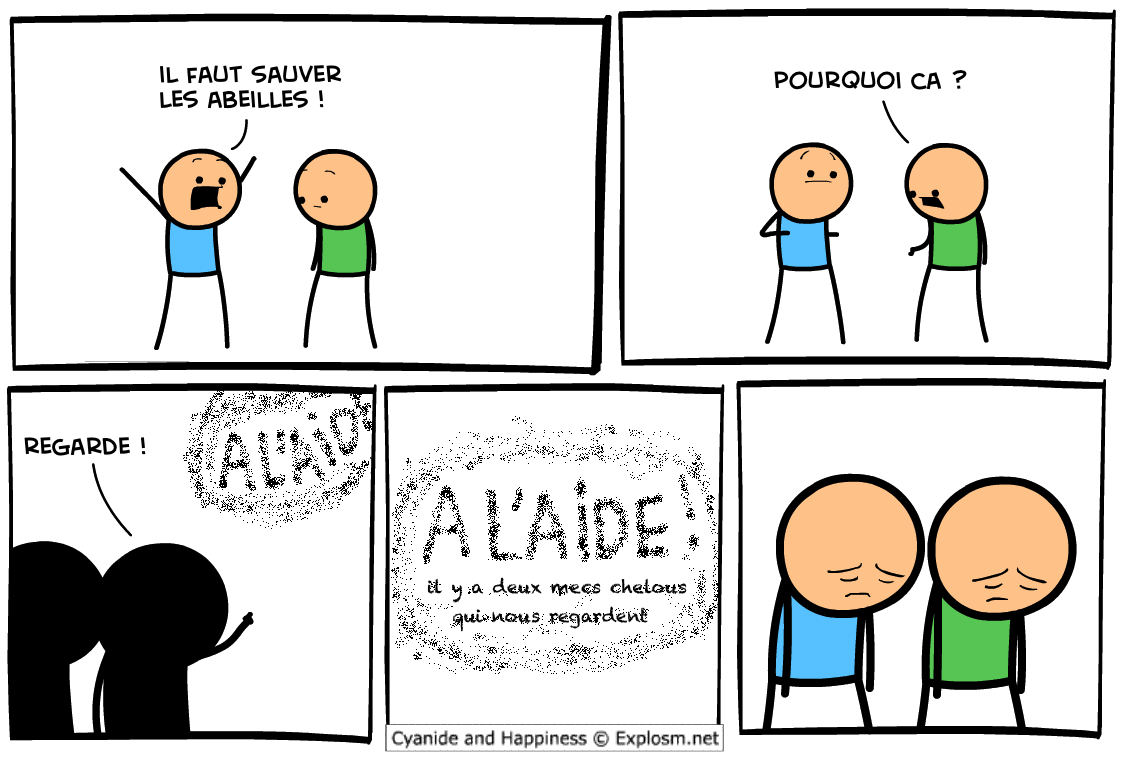 IL FAUT SAUVER
LES ABEILLES !
POURQUOI CA ?
REGARDE !
A L'AID
A L'AIDE !
il y a deux mecs chelous
qui nous regardent
Cyanide and Happiness © Explosm.net